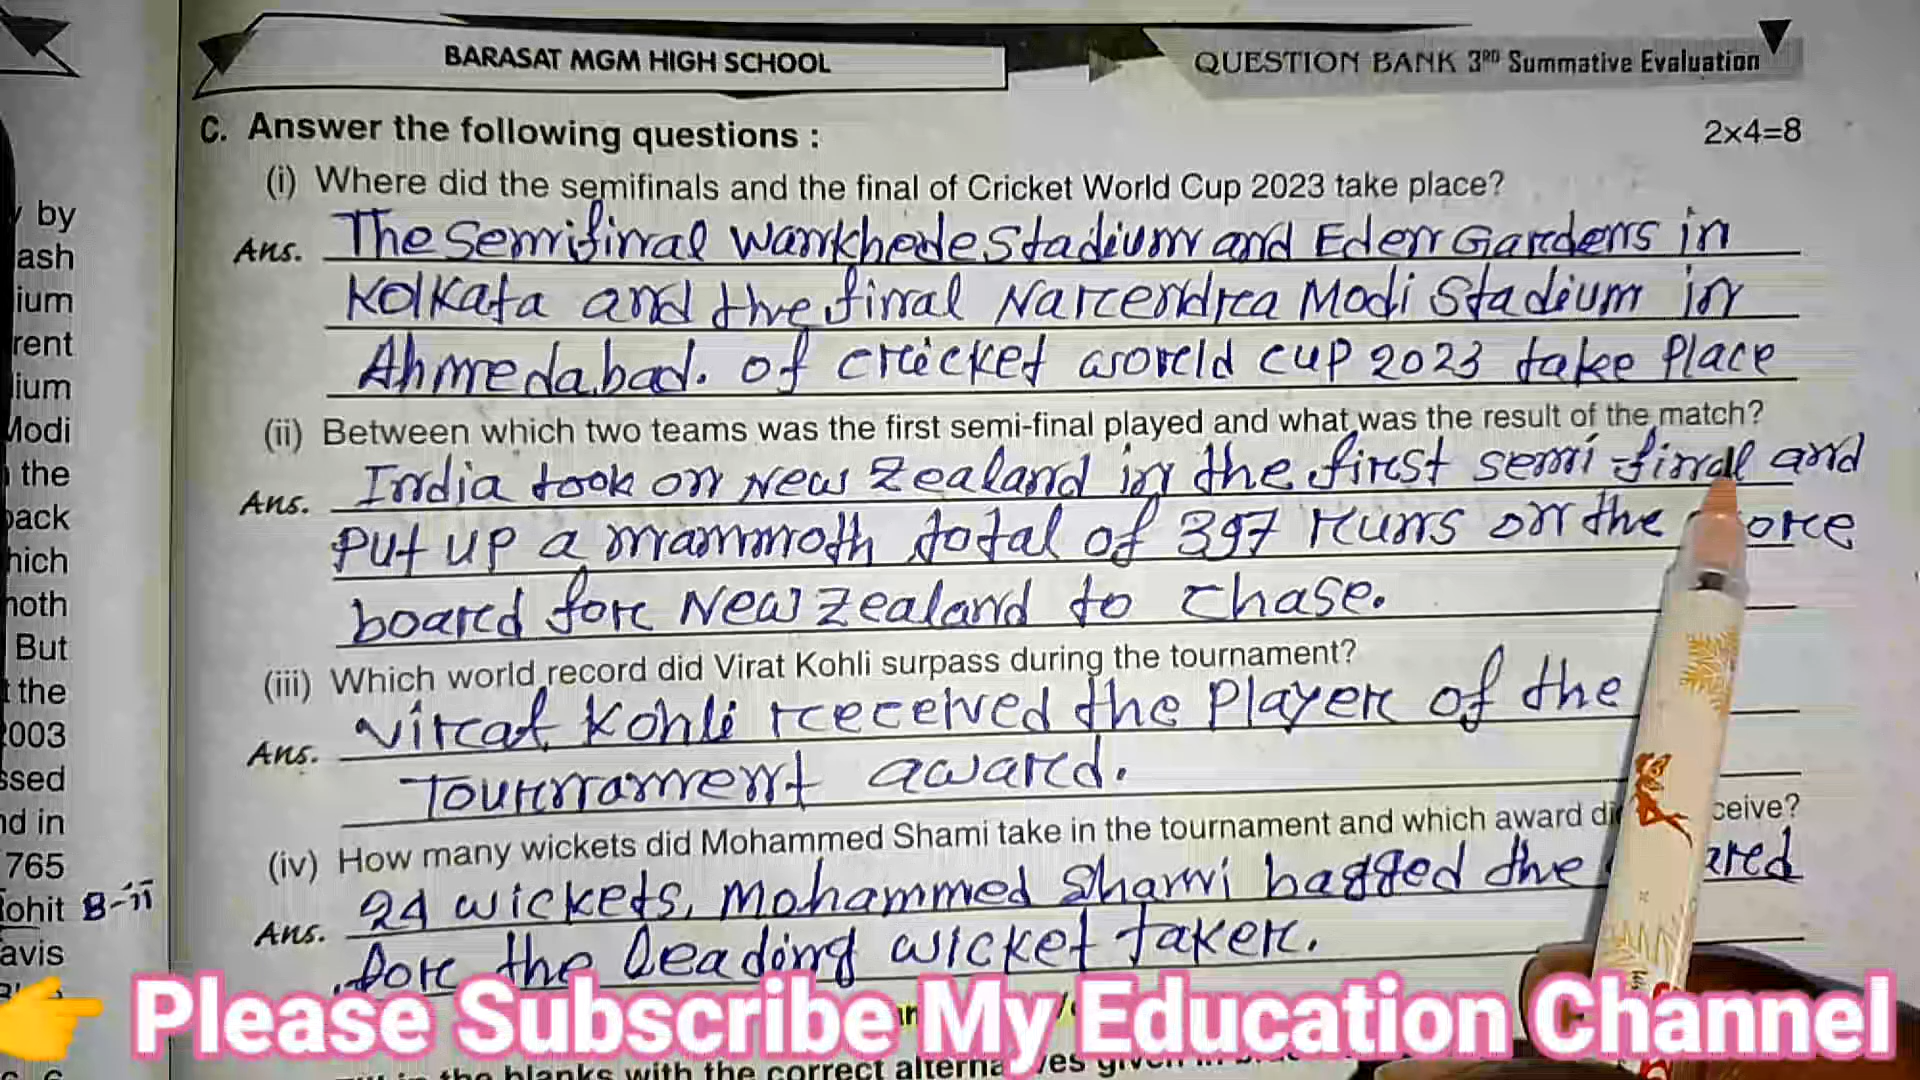 BARASAT MGM HIGH SCHOOL
QUESTION BANK 3RD Summative Evaluation
C. Answer the following questions :
2x4=8
(i) Where did the semifinals and the final of Cricket World Cup 2023 take place?
Ans. The Semifinal Wankhede Stadium and Eden Gardens in
Kolkata and the final Narendra Modi Stadium in
Ahmedabad. of cricket world cup 2023 take place
(ii) Between which two teams was the first semi-final played and what was the result of the match?
Ans. India took on New Zealand in the first semi-final and
put up a mammoth total of 397 runs on the
board for New Zealand to chase.
(iii) Which world record did Virat Kohli surpass during the tournament?
Ans. Virat Kohli received the Player of the
Tournament award.
(iv) How many wickets did Mohammed Shami take in the tournament and which award
Ans. 24 wickets, Mohammed Shami bagged the
for the leading wicket taker.
by
ash
ium
rent
lium
Modi
the
back
hich
moth
But
the
2003
ssed
nd in
765
Rohit B-ii
avis
👉 Please Subscribe My Education Channel
the blanks with the correct